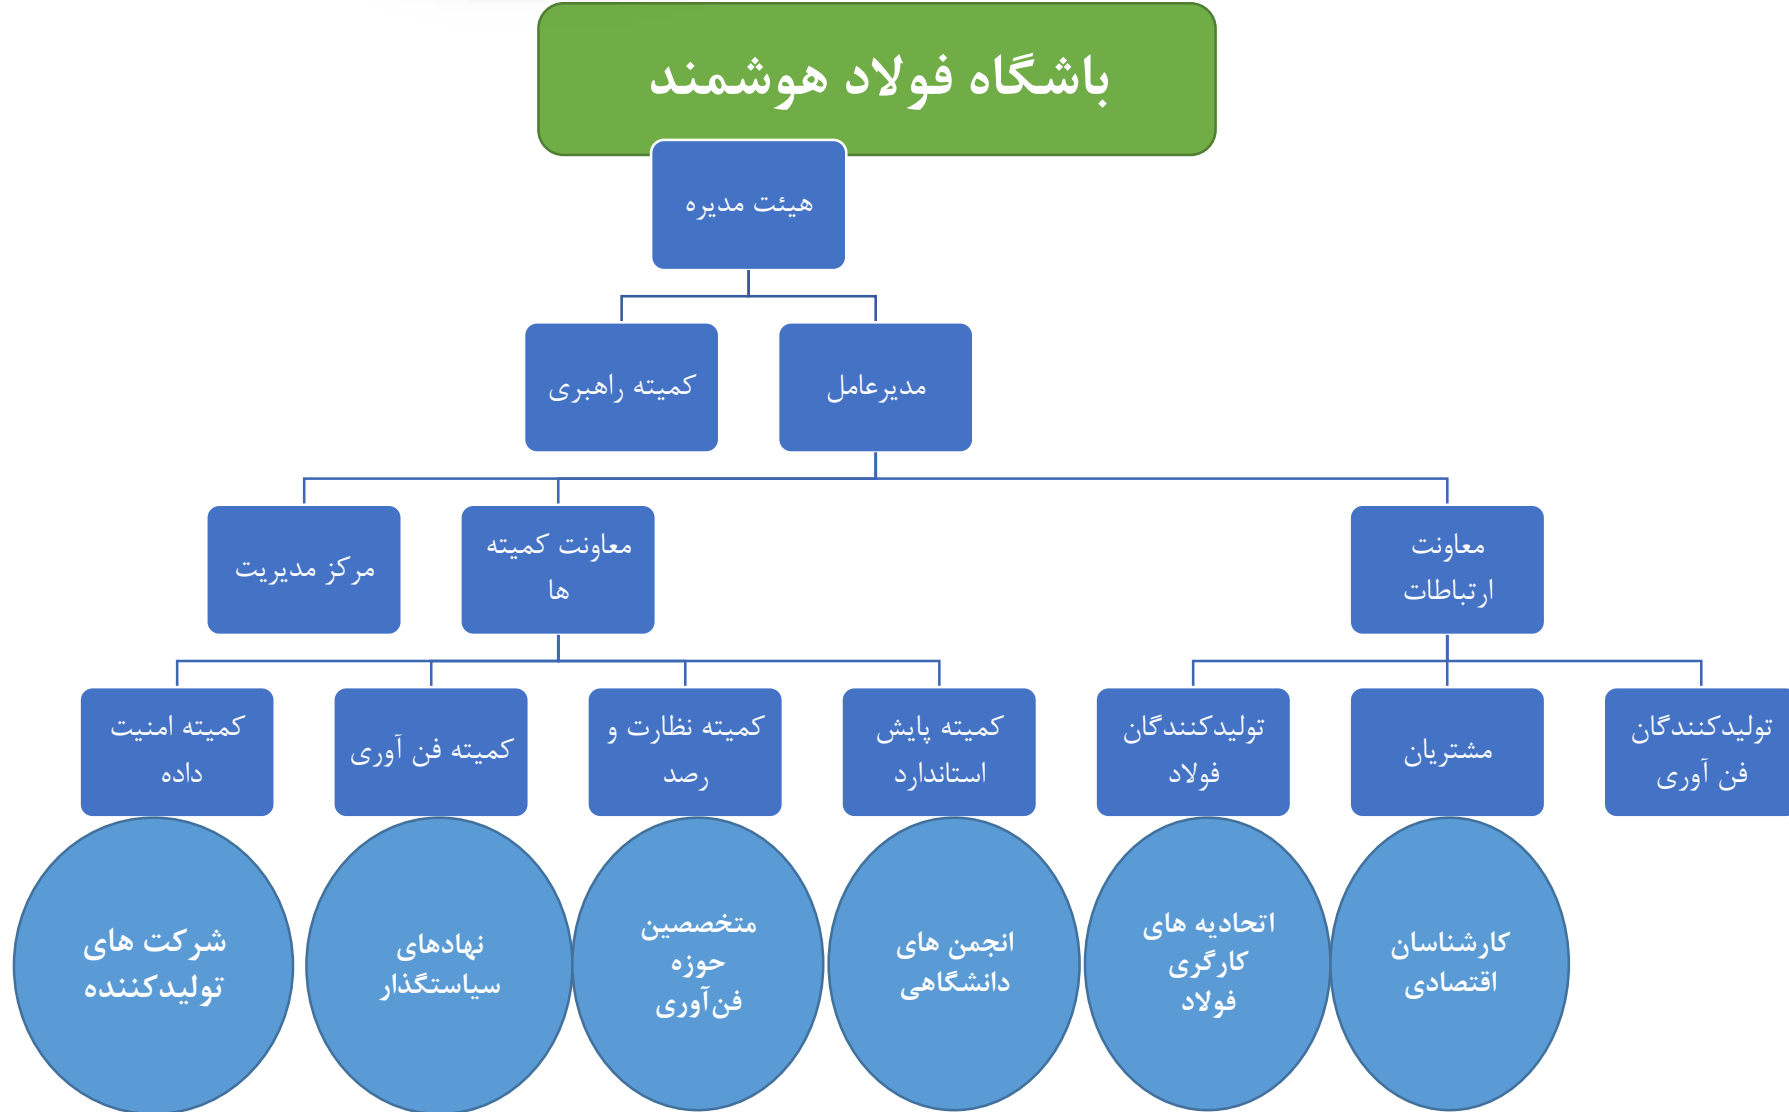 باشگاه فولاد هوشمند
هیئت مدیره
مدیرعامل
کمیته راهبری
معاونت
ارتباطات
معاونت کمیته
ها
مرکز مدیریت
تولیدکنندگان
فن آوری
مشتریان
تولیدکنندگان
فولاد
کمیته پایش
استاندارد
کمیته نظارت و
رصد
کمیته فن آوری
کمیته امنیت
داده
کارشناسان
اقتصادی
اتحادیه های
کارگری
فولاد
انجمن های
دانشگاهی
متخصصین
حوزه
فن‌آوری
نهادهای
سیاستگذار
شرکت های
تولیدکننده